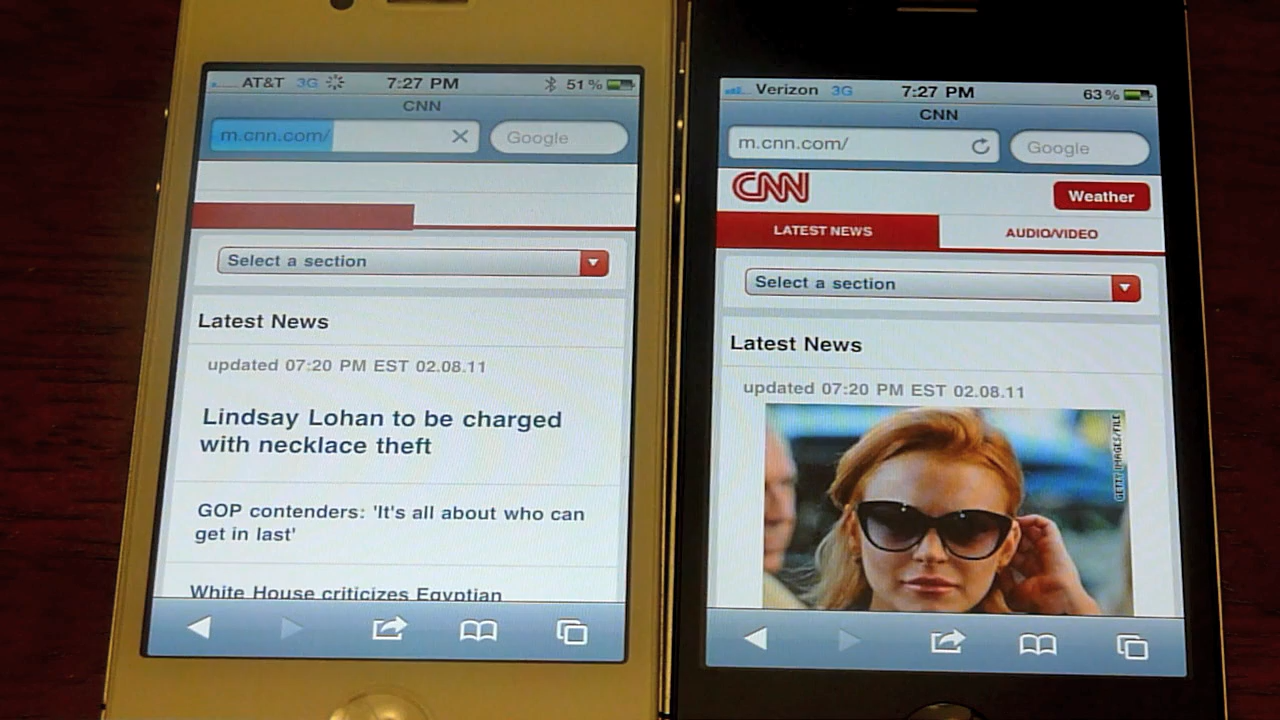 AT&T 3G 7:27 PM 51%
CNN
m.cnn.com/ Google
Select a section
Latest News
updated 07:20 PM EST 02.08.11
Lindsay Lohan to be charged
with necklace theft
GOP contenders: 'It's all about who can
get in last'
White House criticizes Egyptian
Verizon 3G 7:27 PM 63%
CNN
m.cnn.com/ Google
CNN Weather
LATEST NEWS AUDIO/VIDEO
Select a section
Latest News
updated 07:20 PM EST 02.08.11
GETTY IMAGES/FILE